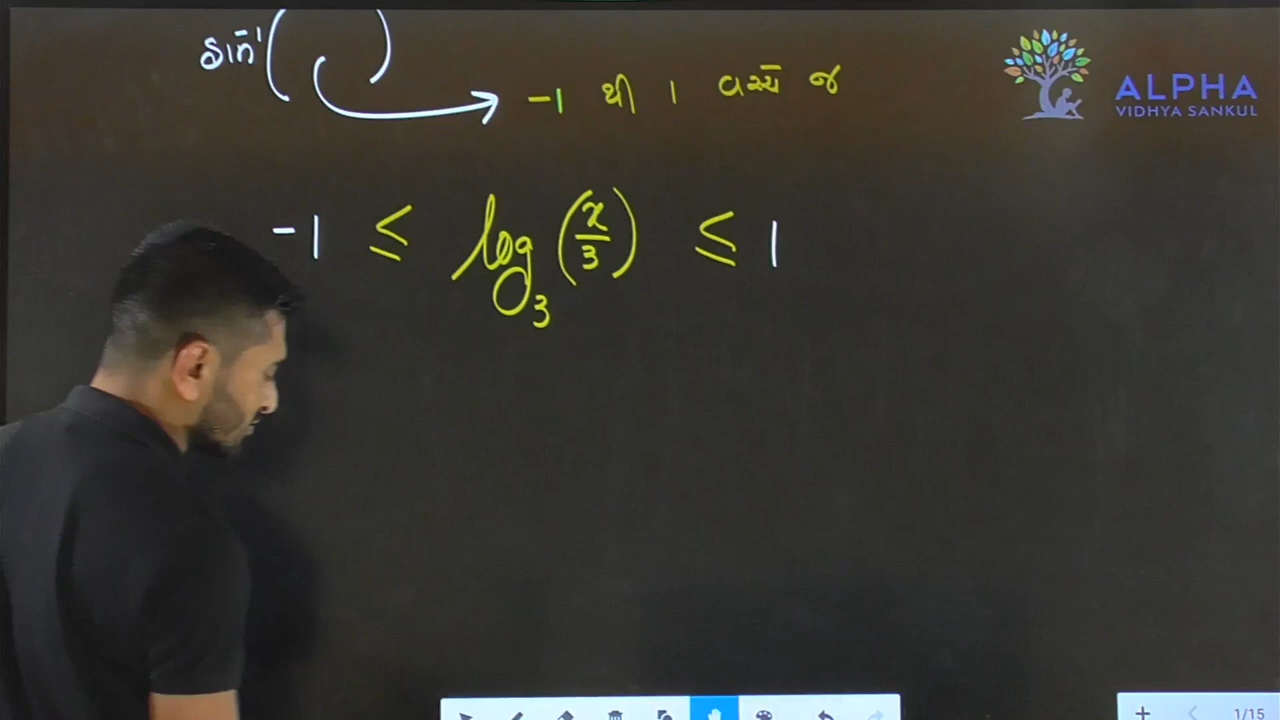 sin⁻¹( )
-1 થી 1 વચ્ચે જ
ALPHA
VIDHYA SANKUL
-1 ≤ log₃(x/3) ≤ 1
1/15